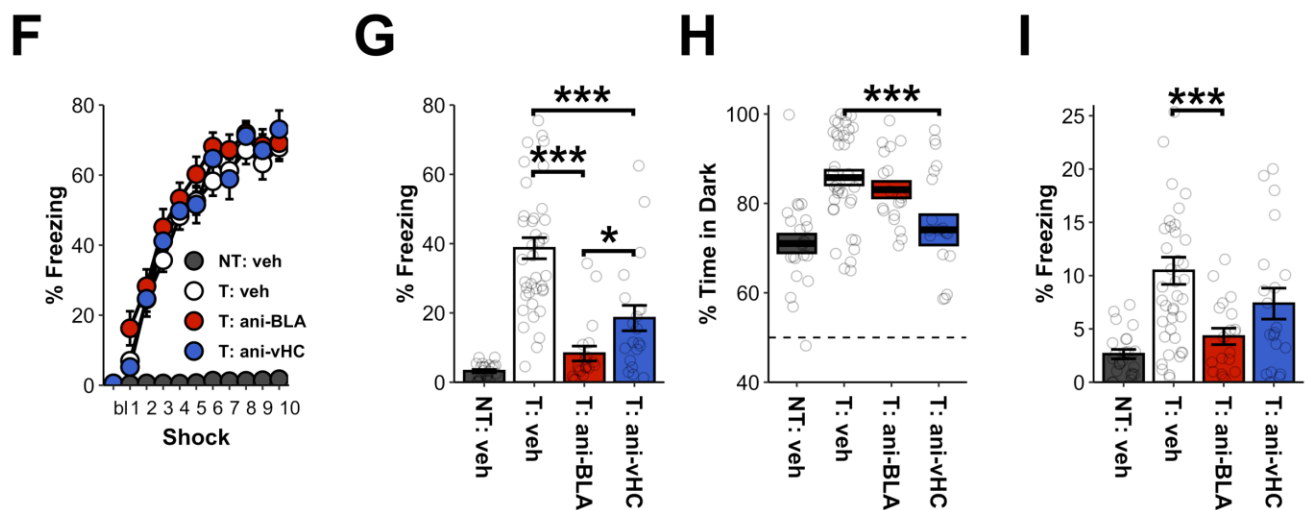 F
% Freezing
80
60
40
20
0
bl 1 2 3 4 5 6 7 8 9 10
Shock
NT: veh
T: veh
T: ani-BLA
T: ani-vHC
G
% Freezing
80
60
40
20
0
***
***
*
NT: veh
T: veh
T: ani-BLA
T: ani-vHC
H
% Time in Dark
100
80
60
40
***
NT: veh
T: veh
T: ani-BLA
T: ani-vHC
I
% Freezing
25
20
15
10
5
0
***
NT: veh
T: veh
T: ani-BLA
T: ani-vHC